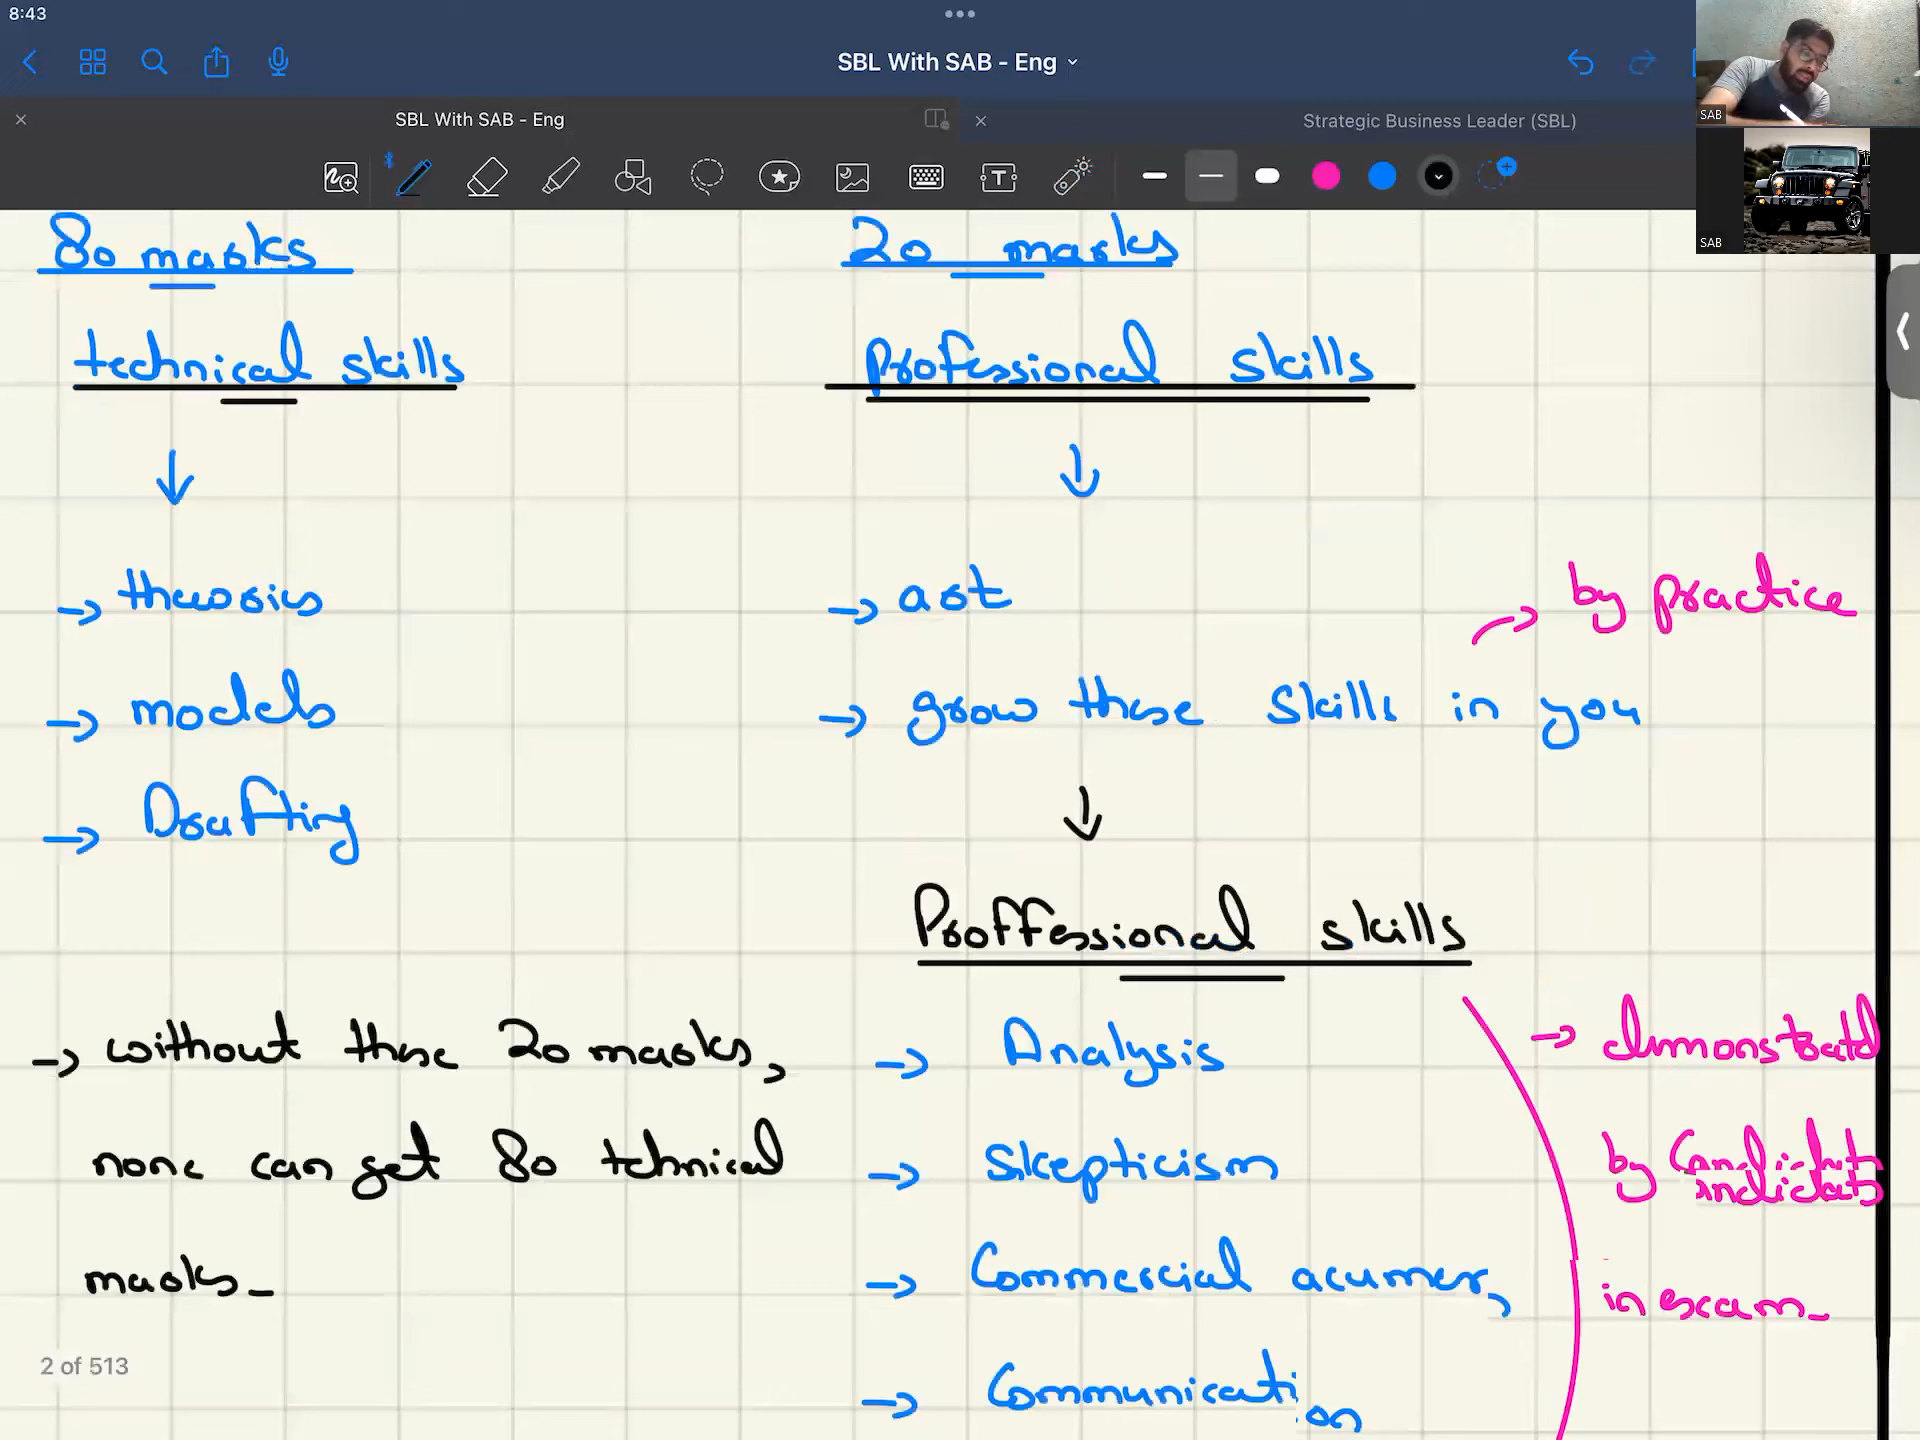 8:43
SBL With SAB - Eng
SBL With SAB - Eng
Strategic Business Leader (SBL)
SAB
SAB
80 marks
technical skills
→ theories
→ models
→ Drafting
→ without these 20 marks,
none can get 80 tehnical
marks_
20 marks
Professional skills
→ art
→ by practice
→ grow these skills in you
Proffessional skills
→ Analysis
→ Skepticism
→ Commercial acumen,
→ Communication
→ demonstrated
by Candidates
in exam_
2 of 513